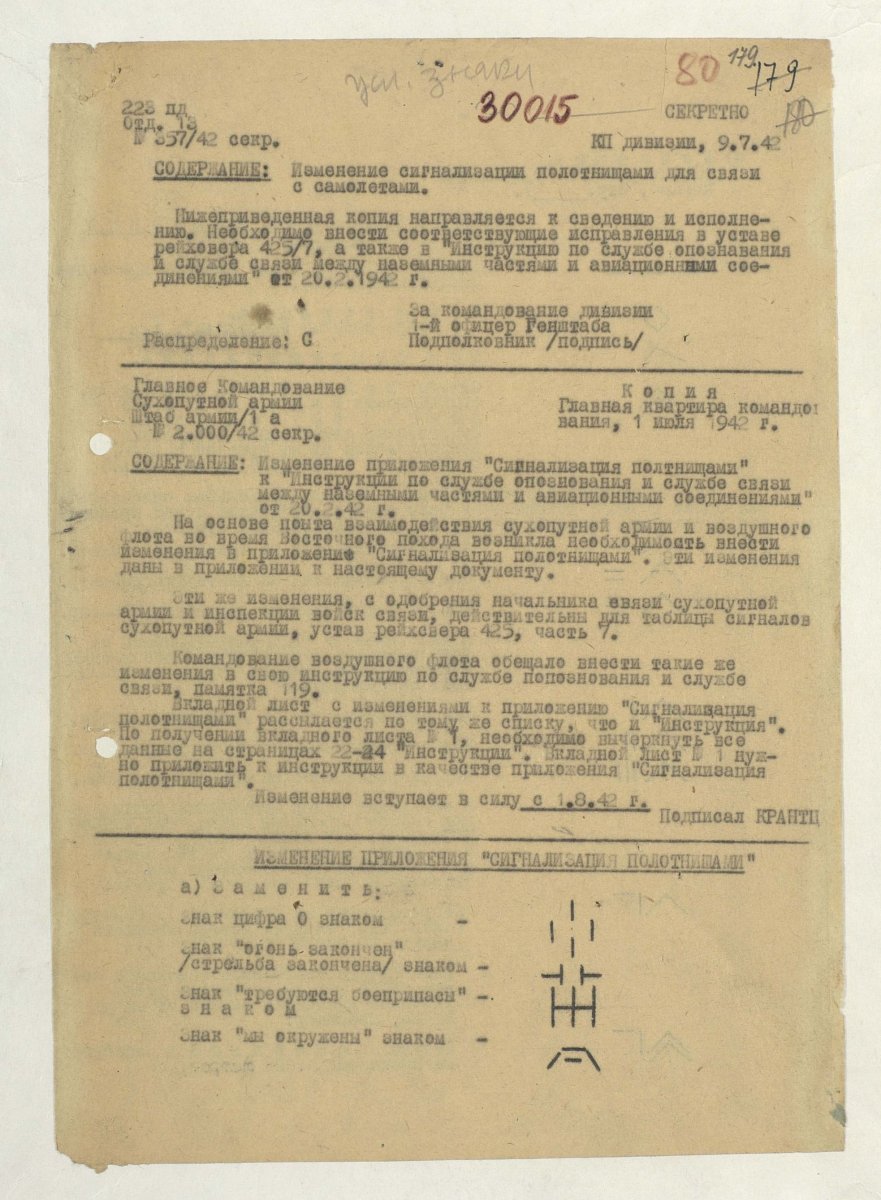 усл. знаки
80 179
179
180
30015
СЕКРЕТНО
223 пд
Отд. 1а
№ 357/42 секр.
КП дивизии, 9.7.42
СОДЕРЖАНИЕ: Изменение сигнализации полотнищами для связи
с самолетами.
Нижеприведенная копия направляется к сведению и исполне-
нию. Необходимо внести соответствующие исправления в уставе
рейхсвера 425/7, а также в "Инструкцию по службе опознавания
и службе связи между наземными частями и авиационными сое-
динениями" от 20.2.1942 г.
За командование дивизии
1-й офицер Генштаба
Распределение: С Подполковник /подпись/
Главное Командование
Сухопутной армии
Штаб армии/1 а
№ 2.000/42 секр.
К о п и я
Главная квартира командо
вания, 1 июля 1942 г.
СОДЕРЖАНИЕ: Изменение приложения "Сигнализация полтнищами"
к "Инструкции по службе опознования и службе связи
между наземными частями и авиационными соединениями"
от 20.2.42 г.
На основе попта взаимодействия сухопутной армии и воздушного
флота во время Восточного похода возникла необходимость внести
изменения в приложение "Сигнализация полотнищами". Эти изменения
даны в приложении к настоящему документу.
Эти же изменения, с одобрения начальника связи сухопутной
армии и инспекции войск связи, действительны для таблицы сигналов
сухопутной армии, устав рейхсвера 425, часть 7.
Командование воздушного флота обещало внести такие же
изменения в свою инструкцию по службе попознования и службе
связи, памятка 119.
Вкладной лист с изменениями к приложению "Сигнализация
полотнищами" рассылается по тому же списку, что и "Инструкция".
По получении вкладного листа № 1, необходимо вычеркнуть все
данные на страницах 22-24 "Инструкции". Вкладной лист № 1 нуж-
но приложить к инструкции в качестве приложения "Сигнализация
полотнищами".
Изменение вступает в силу с 1.8.42 г.
Подписал КРАНТЦ
ИЗМЕНЕНИЕ ПРИЛОЖЕНИЯ "СИГНАЛИЗАЦИЯ ПОЛОТНИЩАМИ"
а) З а м е н и т ь:
Знак цифра 0 знаком -
Знак "огонь закончен"
/стрельба закончена/ знаком -
Знак "требуются боеприпасы" -
з н а к о м
Знак "мы окружены" знаком -